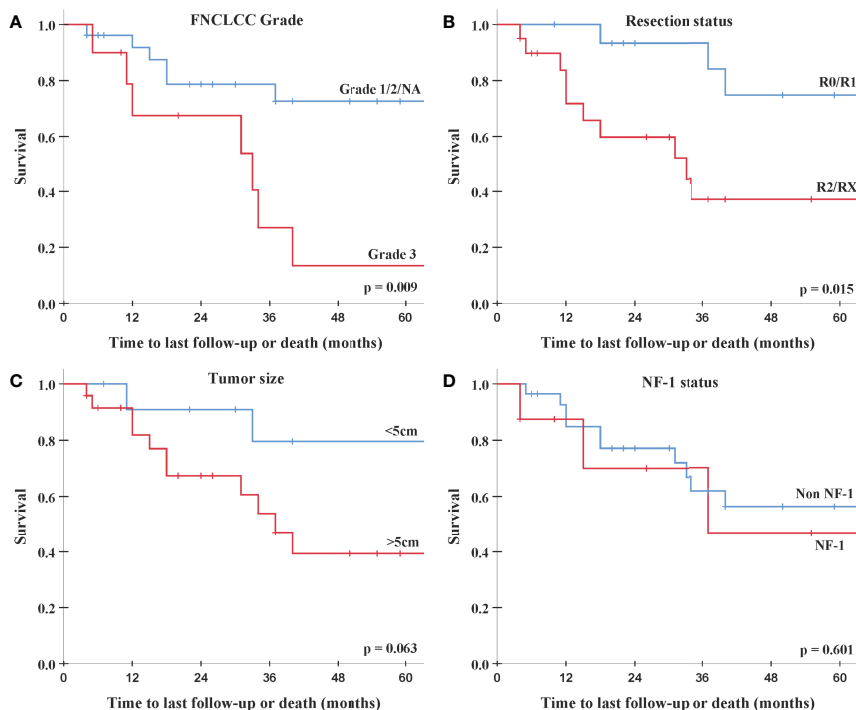 A
FNCLCC Grade
1.0
0.8
0.6
0.4
0.2
0.0
Survival
Grade 1/2/NA
Grade 3
p = 0.009
0 12 24 36 48 60
Time to last follow-up or death (months)
B
Resection status
1.0
0.8
0.6
0.4
0.2
0.0
Survival
R0/R1
R2/RX
p = 0.015
0 12 24 36 48 60
Time to last follow-up or death (months)
C
Tumor size
1.0
0.8
0.6
0.4
0.2
0.0
Survival
<5cm
>5cm
p = 0.063
0 12 24 36 48 60
Time to last follow-up or death (months)
D
NF-1 status
1.0
0.8
0.6
0.4
0.2
0.0
Survival
Non NF-1
NF-1
p = 0.601
0 12 24 36 48 60
Time to last follow-up or death (months)